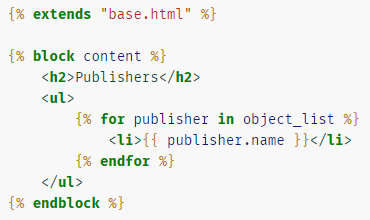 {% extends "base.html" %}

{% block content %}
    <h2>Publishers</h2>
    <ul>
        {% for publisher in object_list %}
            <li>{{ publisher.name }}</li>
        {% endfor %}
    </ul>
{% endblock %}